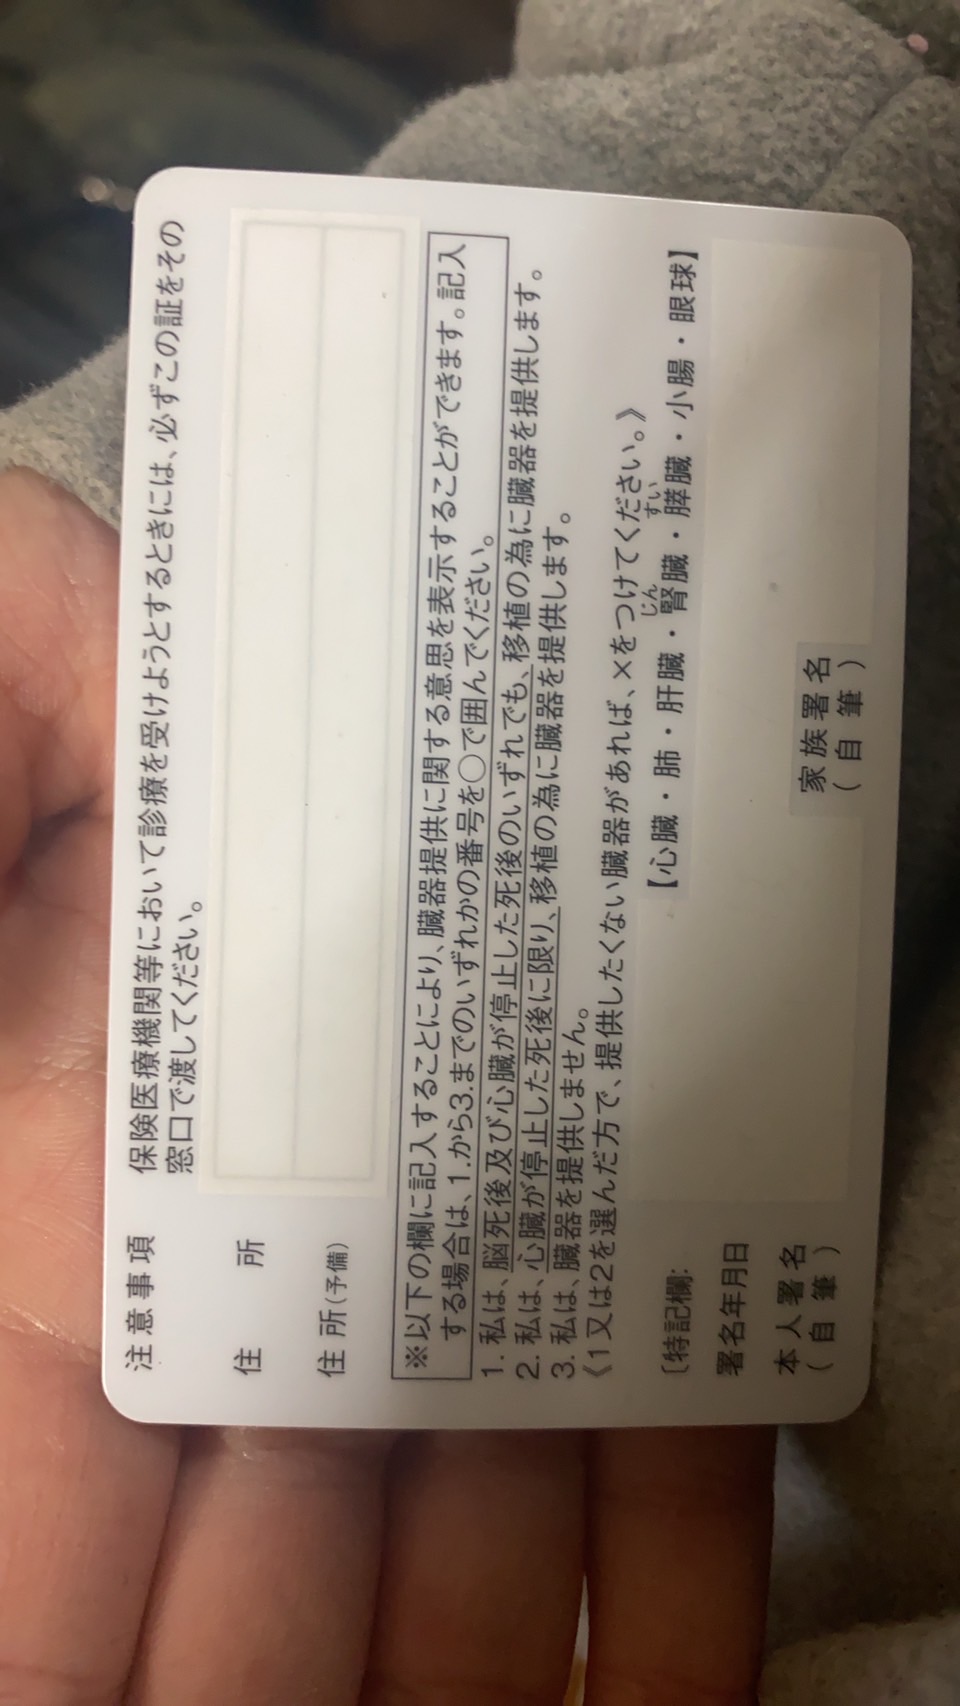 注意事項　保険医療機関等において診療を受けようとするときには、必ずこの証をその
窓口で渡してください。
住所
住所(予備)
※以下の欄に記入することにより、臓器提供に関する意思を表示することができます。記入
する場合は、1.から3.までのいずれかの番号を○で囲んでください。
1. 私は、脳死後及び心臓が停止した死後のいずれでも、移植の為に臓器を提供します。
2. 私は、心臓が停止した死後に限り、移植の為に臓器を提供します。
3. 私は、臓器を提供しません。
《1又は2を選んだ方で、提供したくない臓器があれば、×をつけてください。》
じん　すい
【心臓・肺・肝臓・腎臓・膵臓・小腸・眼球】
〔特記欄:
署名年月日
本人署名　家族署名
(自筆)　(自筆)